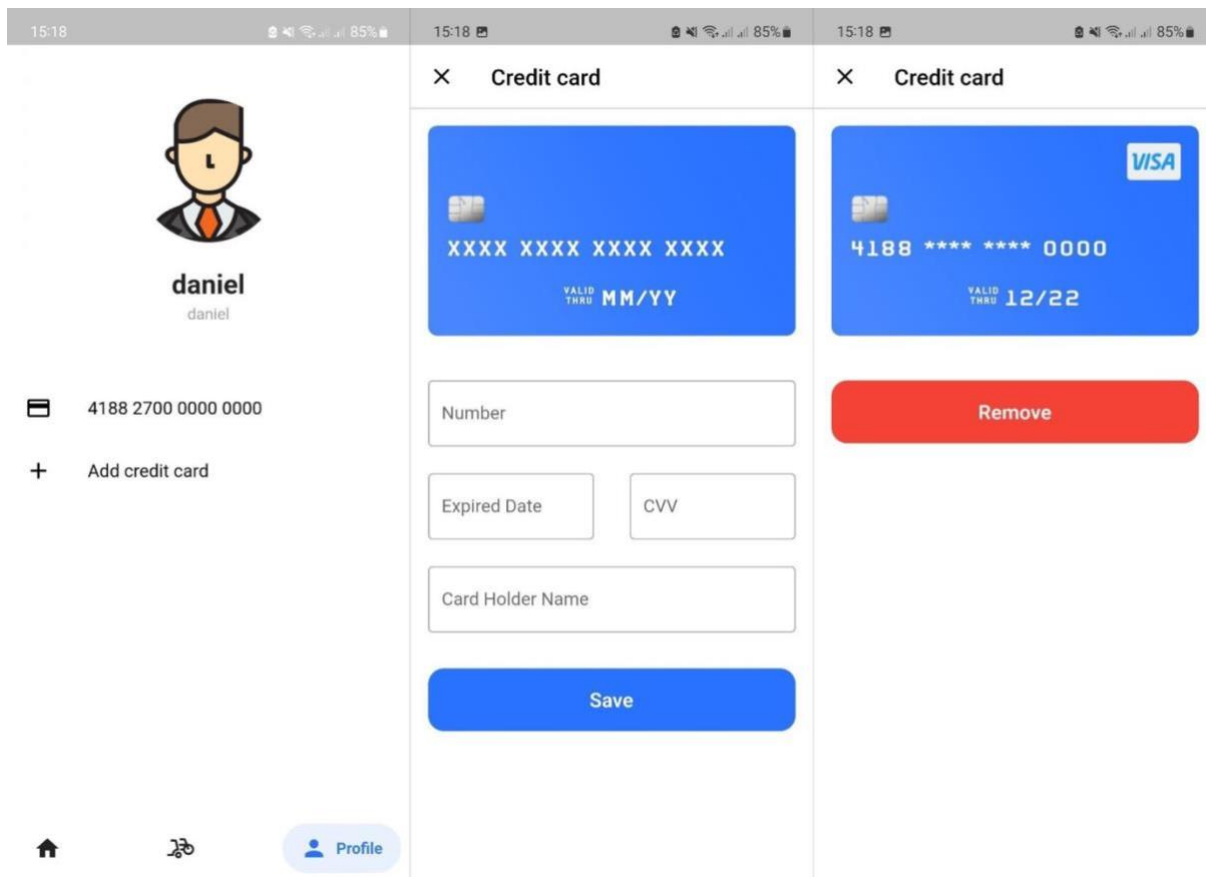 15:18 85%
daniel
daniel
4188 2700 0000 0000
Add credit card
Profile
15:18 85%
Credit card
XXXX XXXX XXXX XXXX
VALID
THRU MM/YY
Number
Expired Date CVV
Card Holder Name
Save
15:18 85%
Credit card
VISA
4188 **** **** 0000
VALID
THRU 12/22
Remove